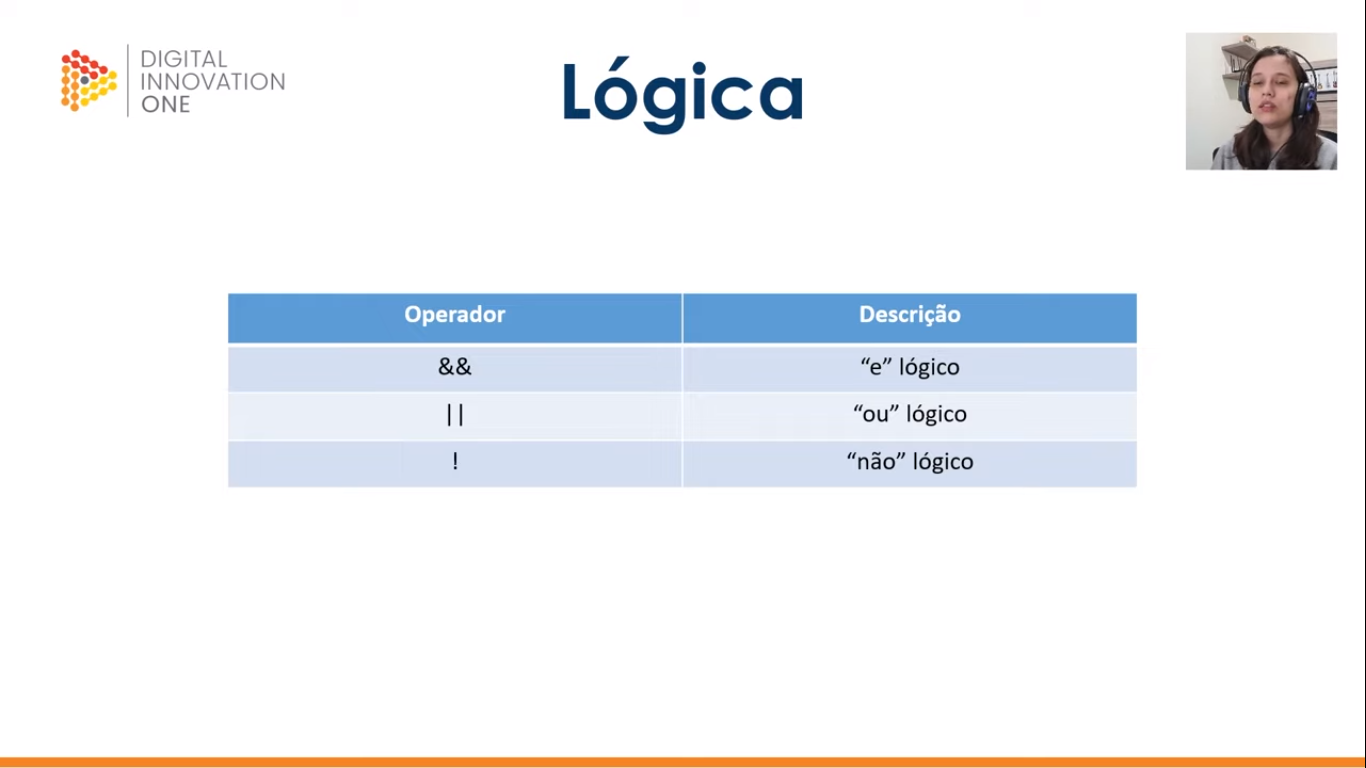 DIGITAL
INNOVATION
ONE
Lógica
Operador Descrição
&& “e” lógico
|| “ou” lógico
! “não” lógico